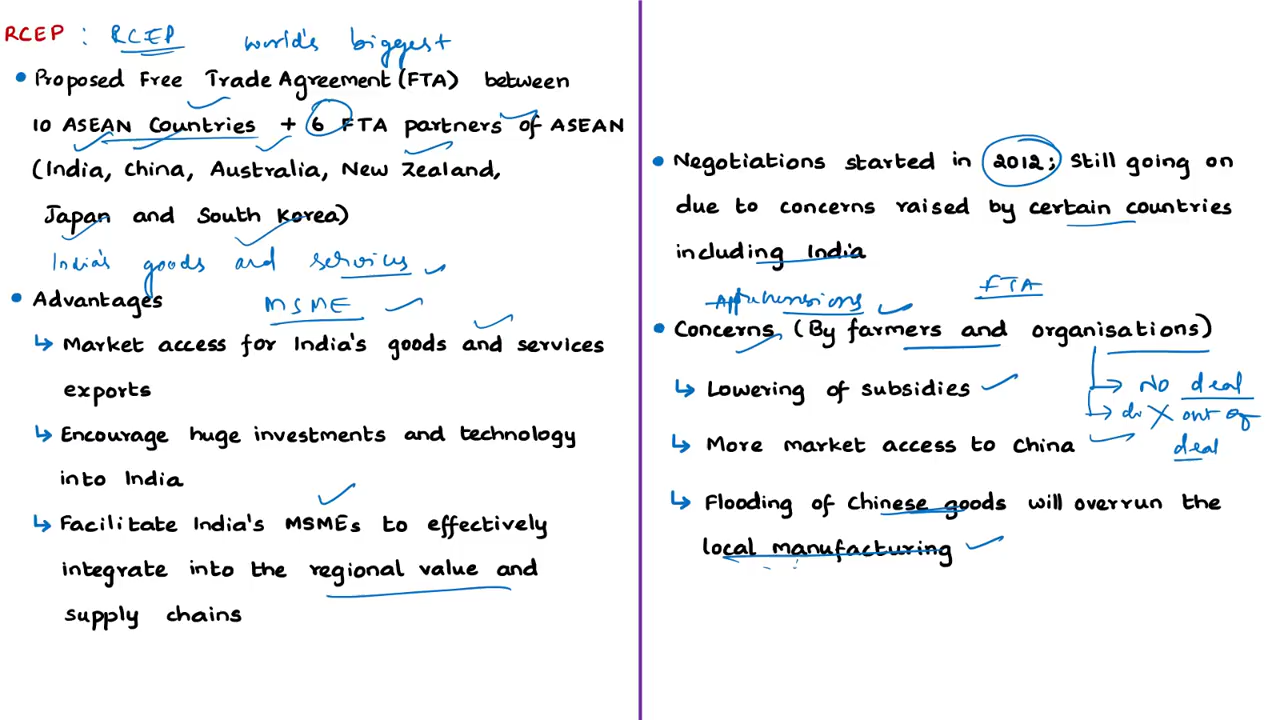 RCEP : RCEP world's biggest
• Proposed Free Trade Agreement (FTA) between
10 ASEAN Countries + 6 FTA partners of ASEAN
(India, China, Australia, New Zealand,
Japan and South Korea)
India's goods and services
• Advantages
MSME
↳ Market access for India's goods and services
exports
↳ Encourage huge investments and technology
into India
↳ Facilitate India's MSMEs to effectively
integrate into the regional value and
supply chains
• Negotiations started in 2012; Still going on
due to concerns raised by certain countries
including India
FTA
Apprehensions
• Concerns (By farmers and organisations)
→ No deal
→ out of
deal
↳ Lowering of subsidies
↳ More market access to China
↳ Flooding of Chinese goods will overrun the
local manufacturing